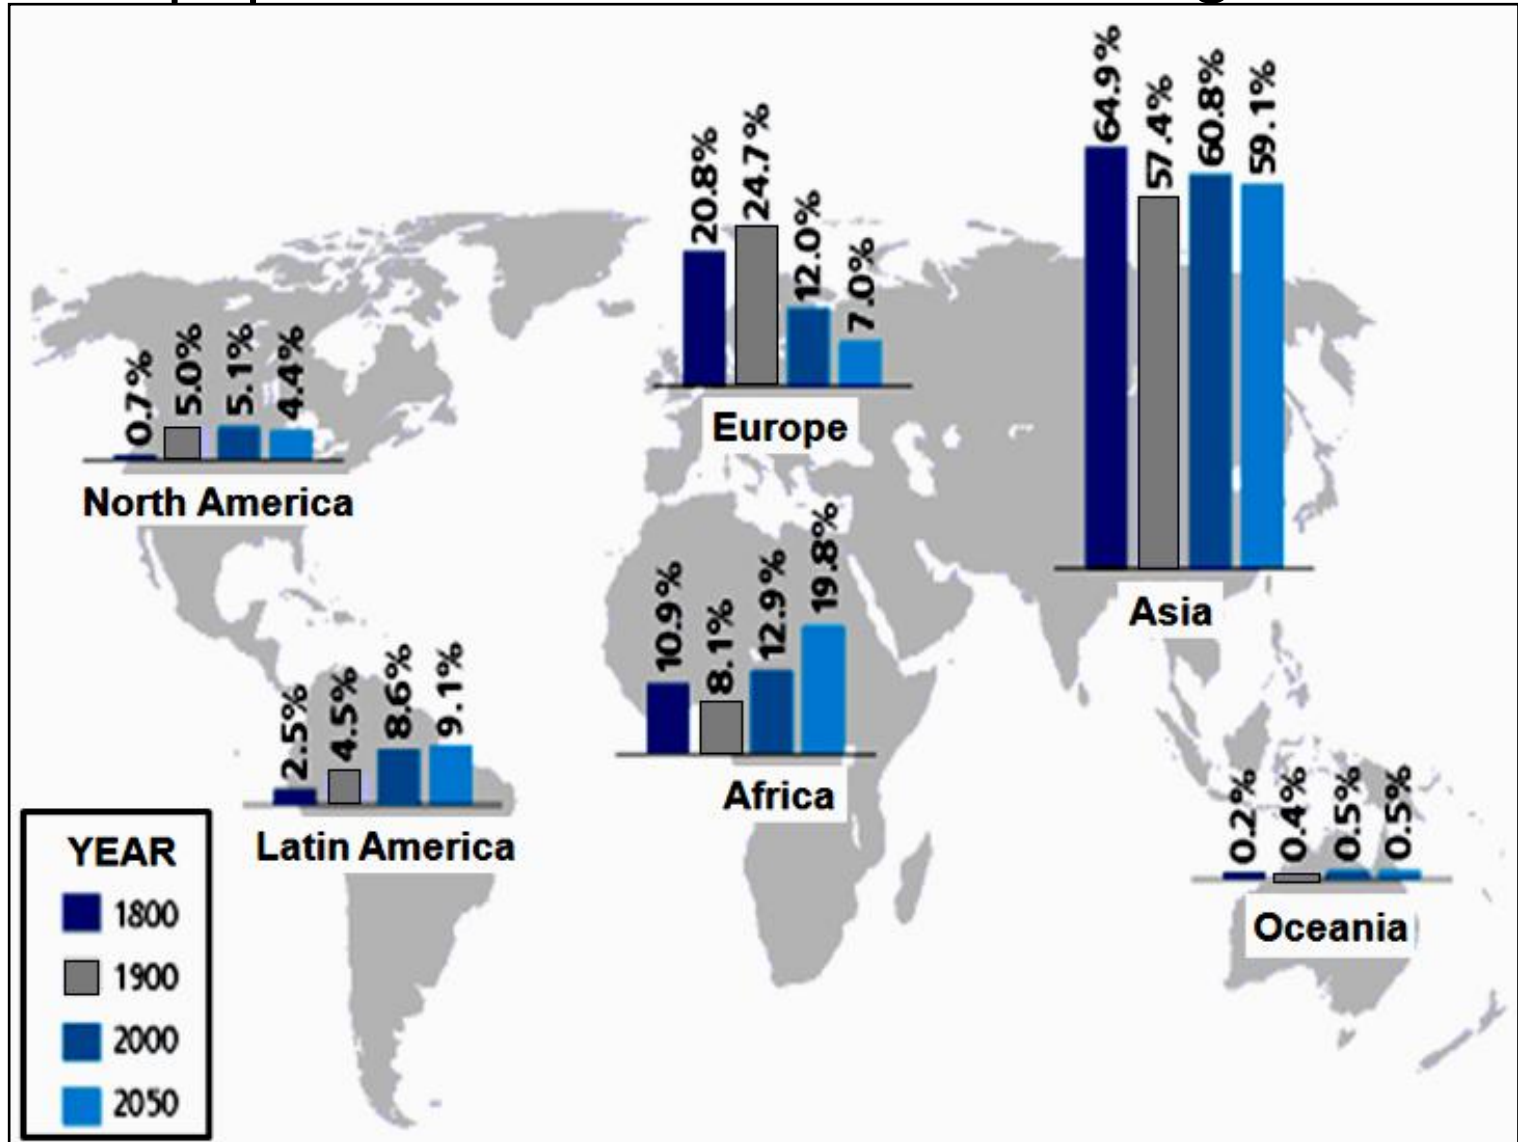 0.7% 5.0% 5.1% 4.4%
North America
20.8% 24.7% 12.0% 7.0%
Europe
64.9% 57.4% 60.8% 59.1%
Asia
2.5% 4.5% 8.6% 9.1%
Latin America
10.9% 8.1% 12.9% 19.8%
Africa
0.2% 0.4% 0.5% 0.5%
Oceania
YEAR
1800
1900
2000
2050